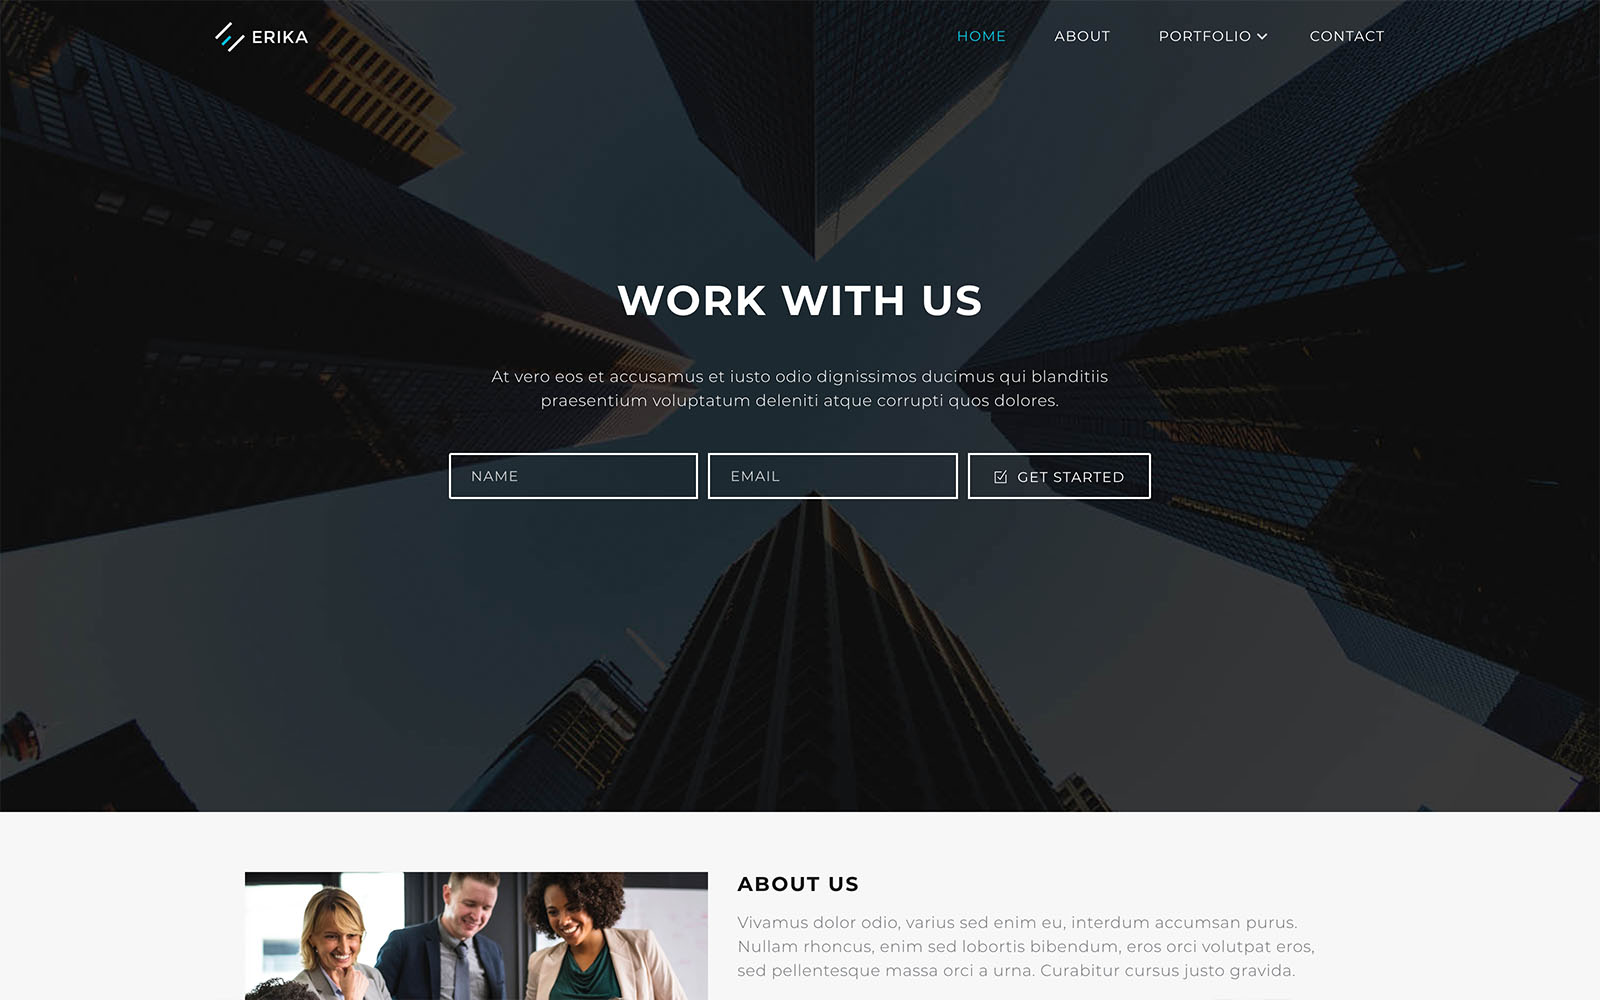 ERIKA
HOME ABOUT PORTFOLIO CONTACT
WORK WITH US
At vero eos et accusamus et iusto odio dignissimos ducimus qui blanditiis
praesentium voluptatum deleniti atque corrupti quos dolores.
NAME EMAIL GET STARTED
ABOUT US
Vivamus dolor odio, varius sed enim eu, interdum accumsan purus.
Nullam rhoncus, enim sed lobortis bibendum, eros orci volutpat eros,
sed pellentesque massa orci a urna. Curabitur cursus justo gravida.